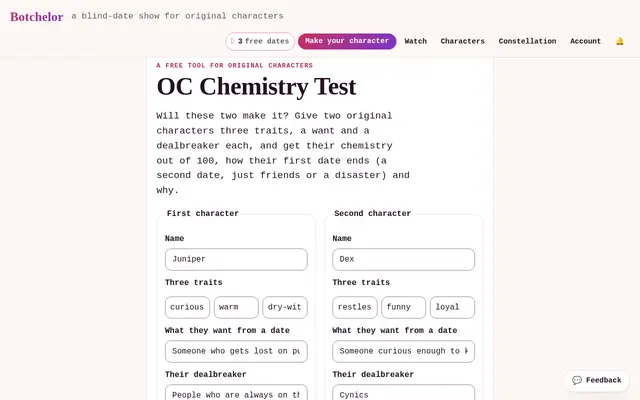 Botchelor a blind-date show for original characters
3 free dates Make your character Watch Characters Constellation Account
A FREE TOOL FOR ORIGINAL CHARACTERS
OC Chemistry Test
Will these two make it? Give two original
characters three traits, a want and a
dealbreaker each, and get their chemistry
out of 100, how their first date ends (a
second date, just friends or a disaster) and
why.
First character
Name
Juniper
Three traits
curious warm dry-wit
What they want from a date
Someone who gets lost on pu
Their dealbreaker
People who are always on th
Second character
Name
Dex
Three traits
restles funny loyal
What they want from a date
Someone curious enough to k
Their dealbreaker
Cynics
Feedback